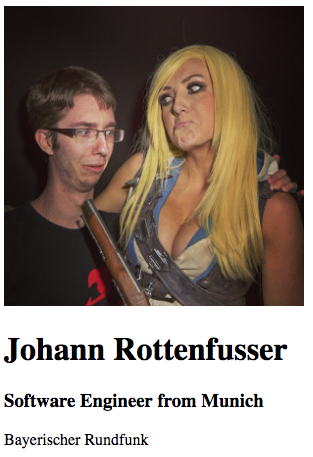 Johann Rottenfusser
Software Engineer from Munich
Bayerischer Rundfunk